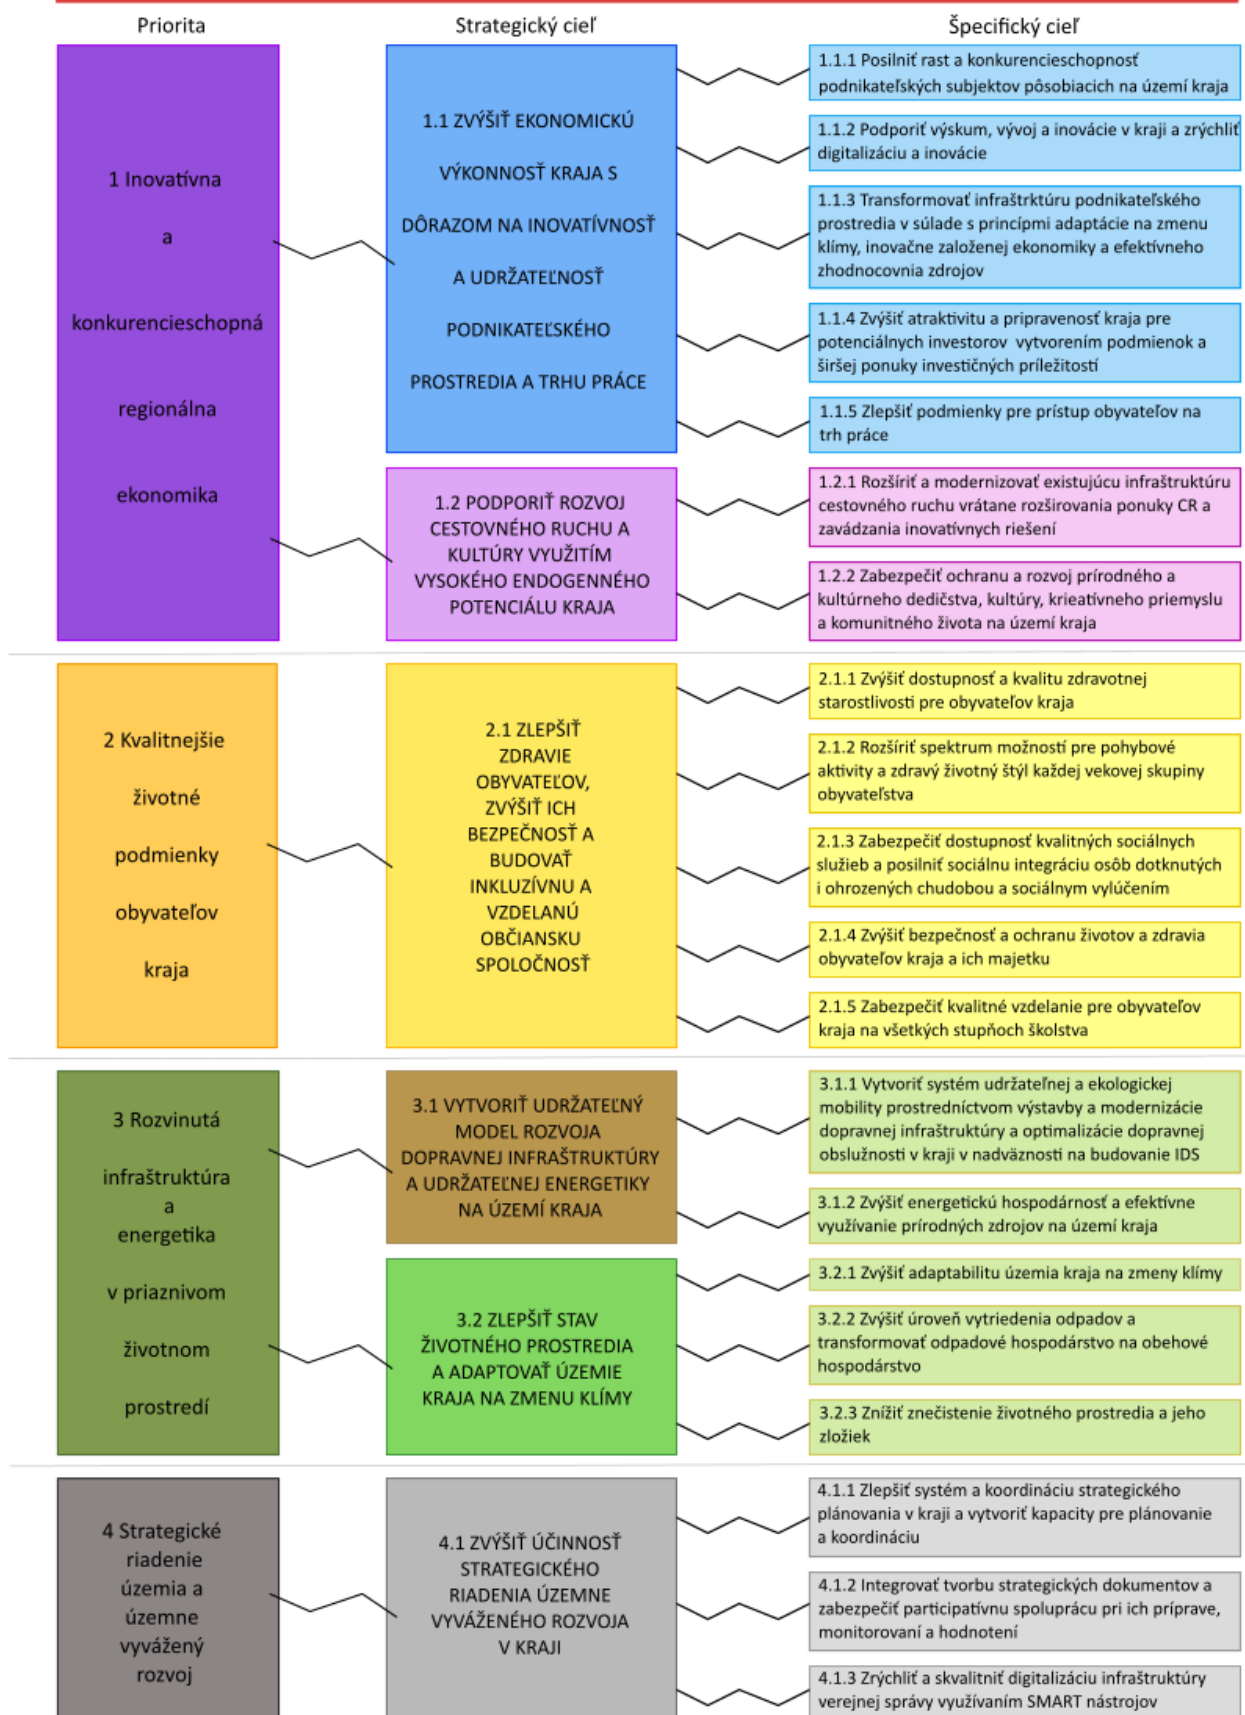 Priorita
Strategický cieľ
Špecifický cieľ
1 Inovatívna
a
konkurencieschopná
regionálna
ekonomika
1.1 ZVÝŠIŤ EKONOMICKÚ
VÝKONNOSŤ KRAJA S
DÔRAZOM NA INOVATÍVNOSŤ
A UDRŽATEĽNOSŤ
PODNIKATEĽSKÉHO
PROSTREDIA A TRHU PRÁCE
1.1.1 Posilniť rast a konkurencieschopnosť
podnikateľských subjektov pôsobiacich na území kraja
1.1.2 Podporiť výskum, vývoj a inovácie v kraji a zrýchliť
digitalizáciu a inovácie
1.1.3 Transformovať infraštrktúru podnikateľského
prostredia v súlade s princípmi adaptácie na zmenu
klímy, inovačne založenej ekonomiky a efektívneho
zhodnocovnia zdrojov
1.1.4 Zvýšiť atraktivitu a pripravenosť kraja pre
potenciálnych investorov  vytvorením podmienok a
širšej ponuky investičných príležitostí
1.1.5 Zlepšiť podmienky pre prístup obyvateľov na
trh práce
1.2 PODPORIŤ ROZVOJ
CESTOVNÉHO RUCHU A
KULTÚRY VYUŽITÍM
VYSOKÉHO ENDOGENNÉHO
POTENCIÁLU KRAJA
1.2.1 Rozšíriť a modernizovať existujúcu infraštruktúru
cestovného ruchu vrátane rozširovania ponuky CR a
zavádzania inovatívnych riešení
1.2.2 Zabezpečiť ochranu a rozvoj prírodného a
kultúrneho dedičstva, kultúry, krieatívneho priemyslu
a komunitného života na území kraja
2 Kvalitnejšie
životné
podmienky
obyvateľov
kraja
2.1 ZLEPŠIŤ
ZDRAVIE
OBYVATEĽOV,
ZVÝŠIŤ ICH
BEZPEČNOSŤ A
BUDOVAŤ
INKLUZÍVNU A
VZDELANÚ
OBČIANSKU
SPOLOČNOSŤ
2.1.1 Zvýšiť dostupnosť a kvalitu zdravotnej
starostlivosti pre obyvateľov kraja
2.1.2 Rozšíriť spektrum možností pre pohybové
aktivity a zdravý životný štýl každej vekovej skupiny
obyvateľstva
2.1.3 Zabezpečiť dostupnosť kvalitných sociálnych
služieb a posilniť sociálnu integráciu osôb dotknutých
i ohrozených chudobou a sociálnym vylúčením
2.1.4 Zvýšiť bezpečnosť a ochranu životov a zdravia
obyvateľov kraja a ich majetku
2.1.5 Zabezpečiť kvalitné vzdelanie pre obyvateľov
kraja na všetkých stupňoch školstva
3 Rozvinutá
infraštruktúra
a
energetika
v priaznivom
životnom
prostredí
3.1 VYTVORIŤ UDRŽATEĽNÝ
MODEL ROZVOJA
DOPRAVNEJ INFRAŠTRUKTÚRY
A UDRŽATEĽNEJ ENERGETIKY
NA ÚZEMÍ KRAJA
3.1.1 Vytvoriť systém udržateľnej a ekologickej
mobility prostredníctvom výstavby a modernizácie
dopravnej infraštruktúry a optimalizácie dopravnej
obslužnosti v kraji v nadväznosti na budovanie IDS
3.1.2 Zvýšiť energetickú hospodárnosť a efektívne
využívanie prírodných zdrojov na území kraja
3.2 ZLEPŠIŤ STAV
ŽIVOTNÉHO PROSTREDIA
A ADAPTOVAŤ ÚZEMIE
KRAJA NA ZMENU KLÍMY
3.2.1 Zvýšiť adaptabilitu územia kraja na zmeny klímy
3.2.2 Zvýšiť úroveň vytriedenia odpadov a
transformovať odpadové hospodárstvo na obehové
hospodárstvo
3.2.3 Znížiť znečistenie životného prostredia a jeho
zložiek
4 Strategické
riadenie
územia a
územne
vyvážený
rozvoj
4.1 ZVÝŠIŤ ÚČINNOSŤ
STRATEGICKÉHO
RIADENIA ÚZEMNE
VYVÁŽENÉHO ROZVOJA
V KRAJI
4.1.1 Zlepšiť systém a koordináciu strategického
plánovania v kraji a vytvoriť kapacity pre plánovanie
a koordináciu
4.1.2 Integrovať tvorbu strategických dokumentov a
zabezpečiť participatívnu spoluprácu pri ich príprave,
monitorovaní a hodnotení
4.1.3 Zrýchliť a skvalitniť digitalizáciu infraštruktúry
verejnej správy využívaním SMART nástrojov